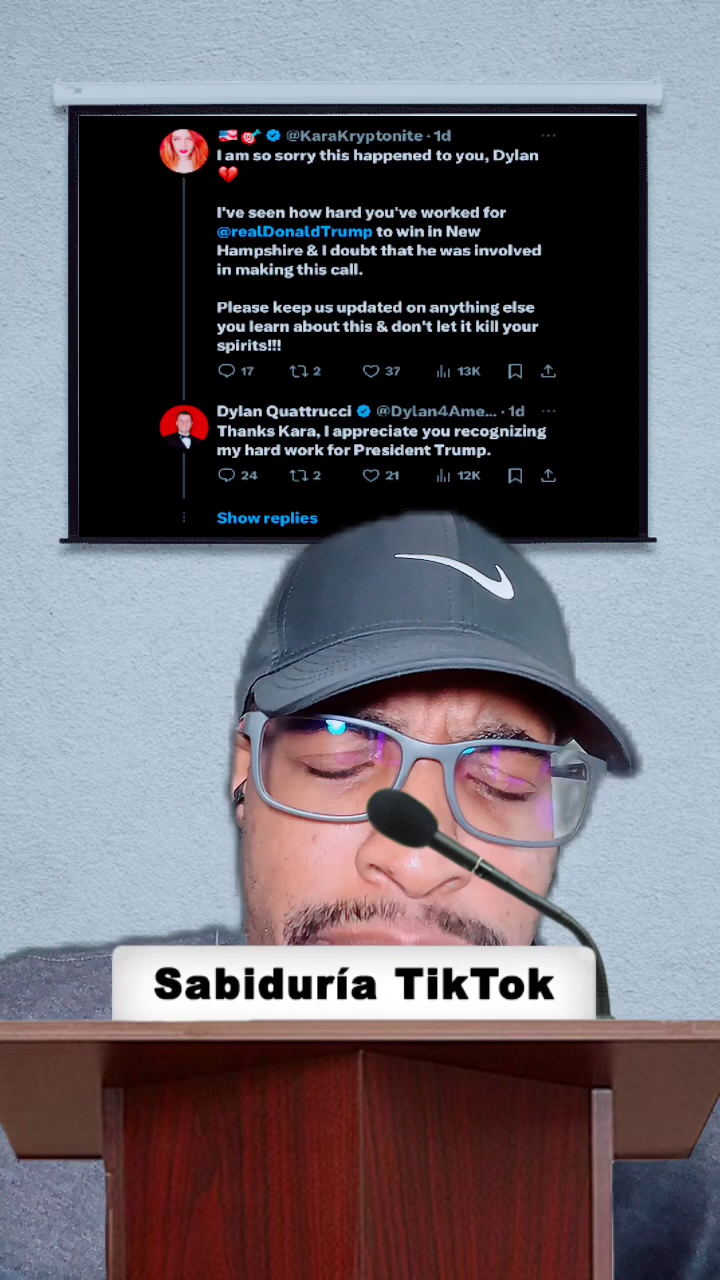 @KaraKryptonite · 1d
I am so sorry this happened to you, Dylan
💔
I've seen how hard you've worked for
@realDonaldTrump to win in New
Hampshire & I doubt that he was involved
in making this call.
Please keep us updated on anything else
you learn about this & don't let it kill your
spirits!!!
17 2 37 13K
Dylan Quattrucci @Dylan4Ame... · 1d
Thanks Kara, I appreciate you recognizing
my hard work for President Trump.
24 2 21 12K
Show replies
Sabiduría TikTok